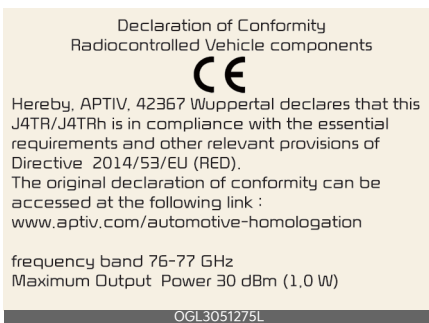 Declaration of Conformity
Radiocontrolled Vehicle components
CE
Hereby, APTIV, 42367 Wuppertal declares that this
J4TR/J4TRh is in compliance with the essential
requirements and other relevant provisions of
Directive 2014/53/EU (RED).
The original declaration of conformity can be
accessed at the following link :
www.aptiv.com/automotive-homologation
frequency band 76-77 GHz
Maximum Output Power 30 dBm (1,0 W)
OGL3051275L